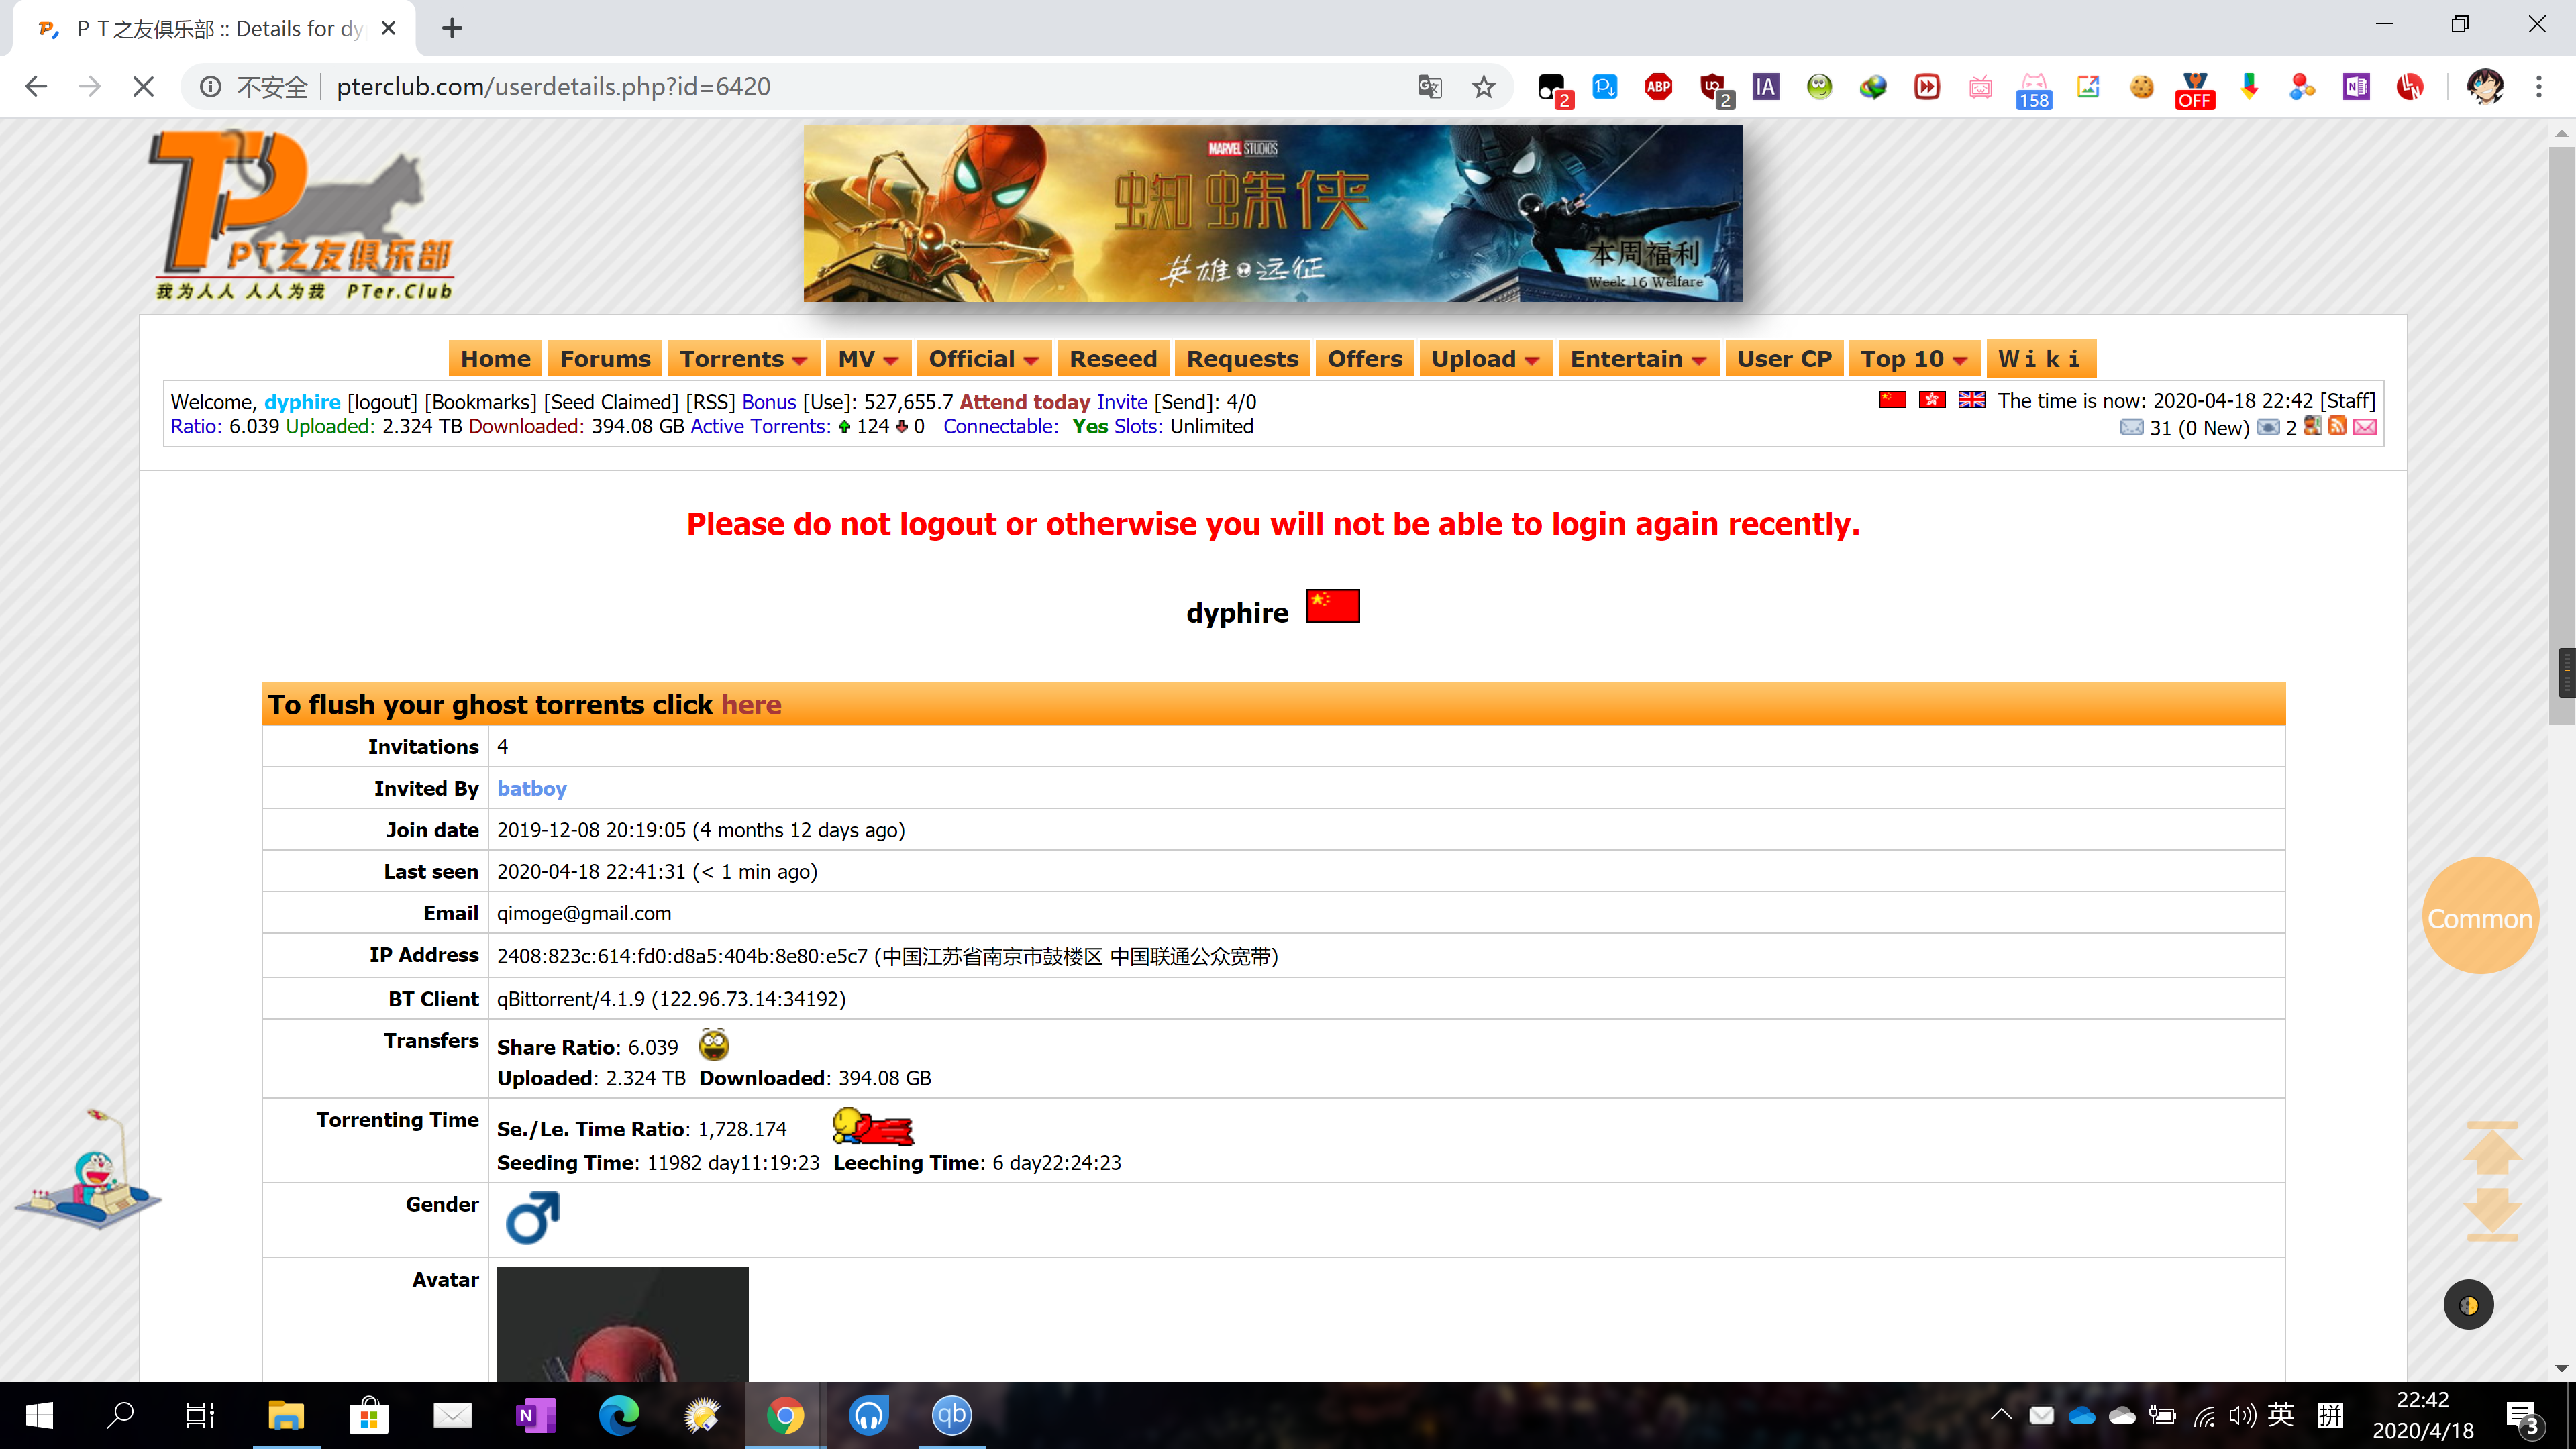 ＰＴ之友俱乐部 :: Details for dy
不安全 pterclub.com/userdetails.php?id=6420
2 ABP 2 IA 158 OFF
PT之友俱乐部
我为人人 人人为我 PTer.Club
MARVEL STUDIOS
蜘蛛侠
英雄远征
本周福利
Week 16 Welfare
Home Forums Torrents MV Official Reseed Requests Offers Upload Entertain User CP Top 10 Wiki
Welcome, dyphire [logout] [Bookmarks] [Seed Claimed] [RSS] Bonus [Use]: 527,655.7 Attend today Invite [Send]: 4/0
The time is now: 2020-04-18 22:42 [Staff]
Ratio: 6.039 Uploaded: 2.324 TB Downloaded: 394.08 GB Active Torrents: 124 0 Connectable: Yes Slots: Unlimited
31 (0 New) 2
Please do not logout or otherwise you will not be able to login again recently.
dyphire
To flush your ghost torrents click here
Invitations 4
Invited By batboy
Join date 2019-12-08 20:19:05 (4 months 12 days ago)
Last seen 2020-04-18 22:41:31 (< 1 min ago)
Email qimoge@gmail.com
IP Address 2408:823c:614:fd0:d8a5:404b:8e80:e5c7 (中国江苏省南京市鼓楼区 中国联通公众宽带)
BT Client qBittorrent/4.1.9 (122.96.73.14:34192)
Transfers Share Ratio: 6.039
Uploaded: 2.324 TB Downloaded: 394.08 GB
Torrenting Time Se./Le. Time Ratio: 1,728.174
Seeding Time: 11982 day11:19:23 Leeching Time: 6 day22:24:23
Gender
Avatar
Common
qb
英 拼
22:42
2020/4/18
3